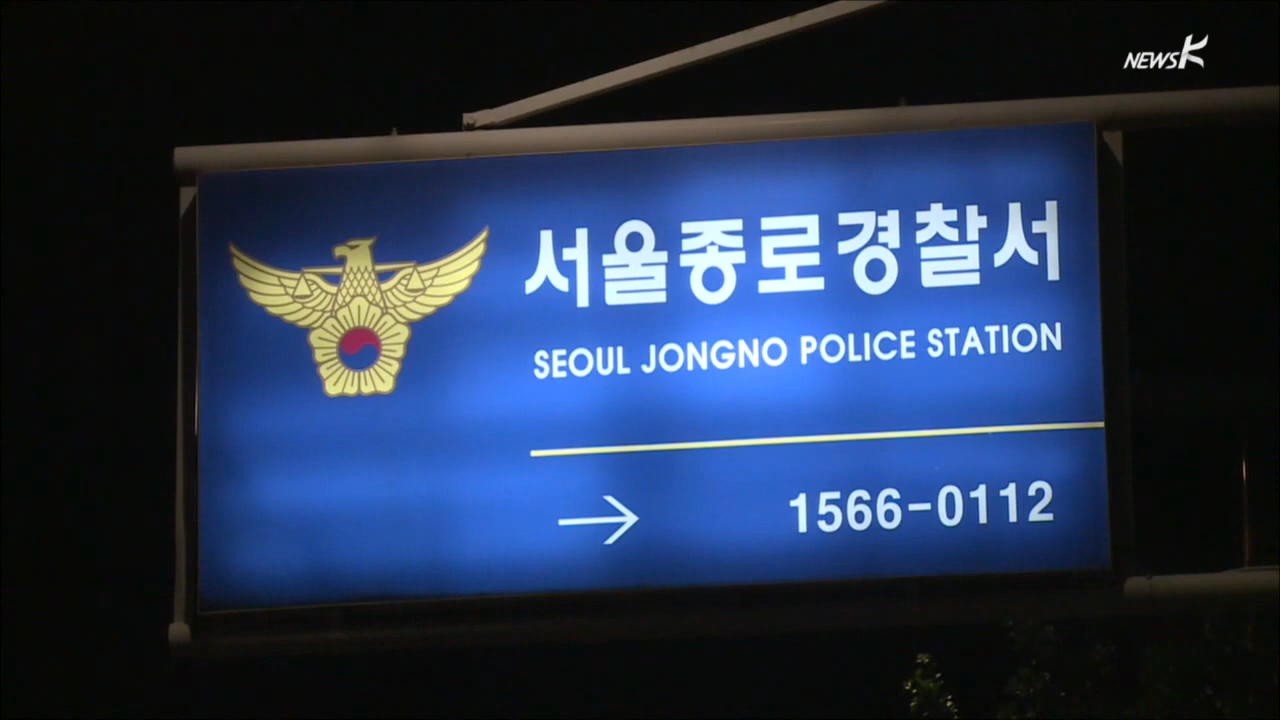 NEWSK
서울종로경찰서
SEOUL JONGNO POLICE STATION
→ 1566-0112